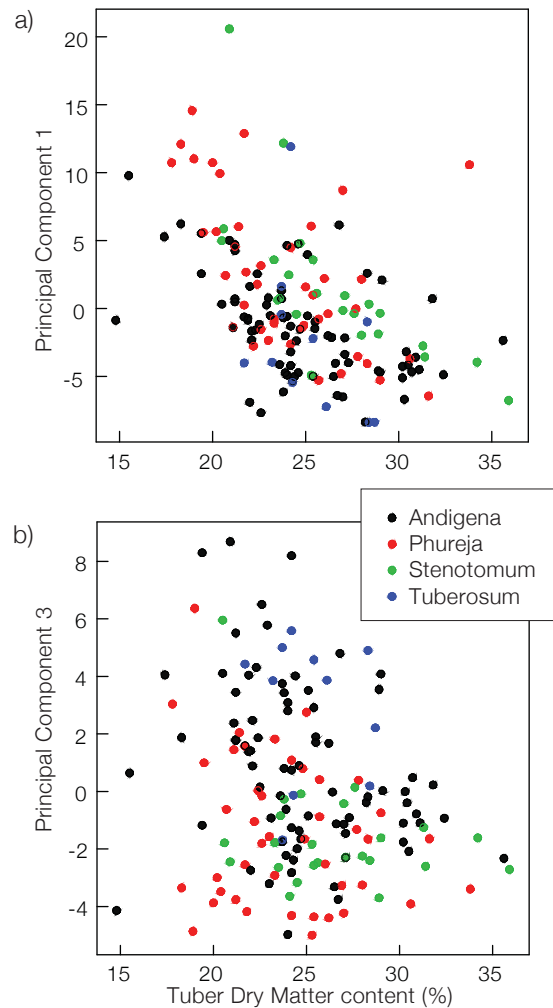 a)
20
15
10
5
0
-5
Principal Component 1
15 20 25 30 35
Andigena
Phureja
Stenotomum
Tuberosum
b)
8
6
4
2
0
-2
-4
Principal Component 3
15 20 25 30 35
Tuber Dry Matter content (%)